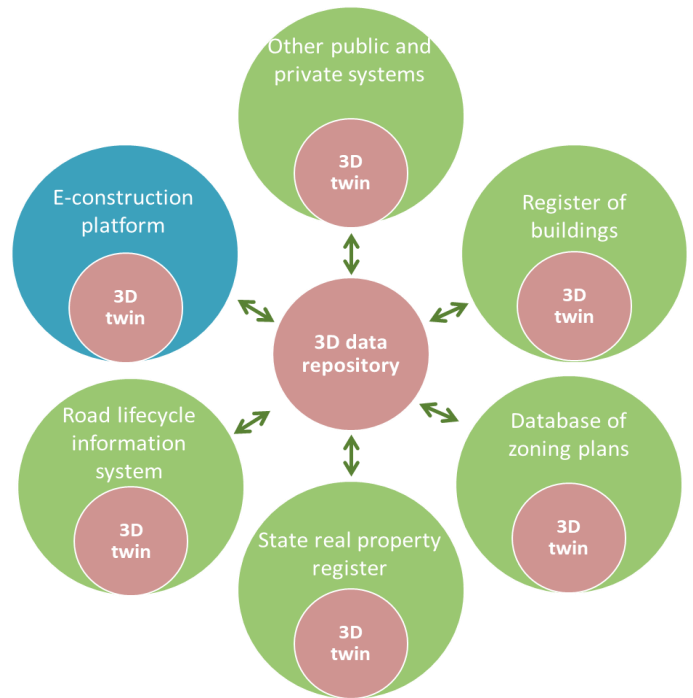 Other public and
private systems
3D
twin
E-construction
platform
3D
twin
Register of
buildings
3D
twin
3D data
repository
Road lifecycle
information
system
3D
twin
Database of
zoning plans
3D
twin
State real property
register
3D
twin